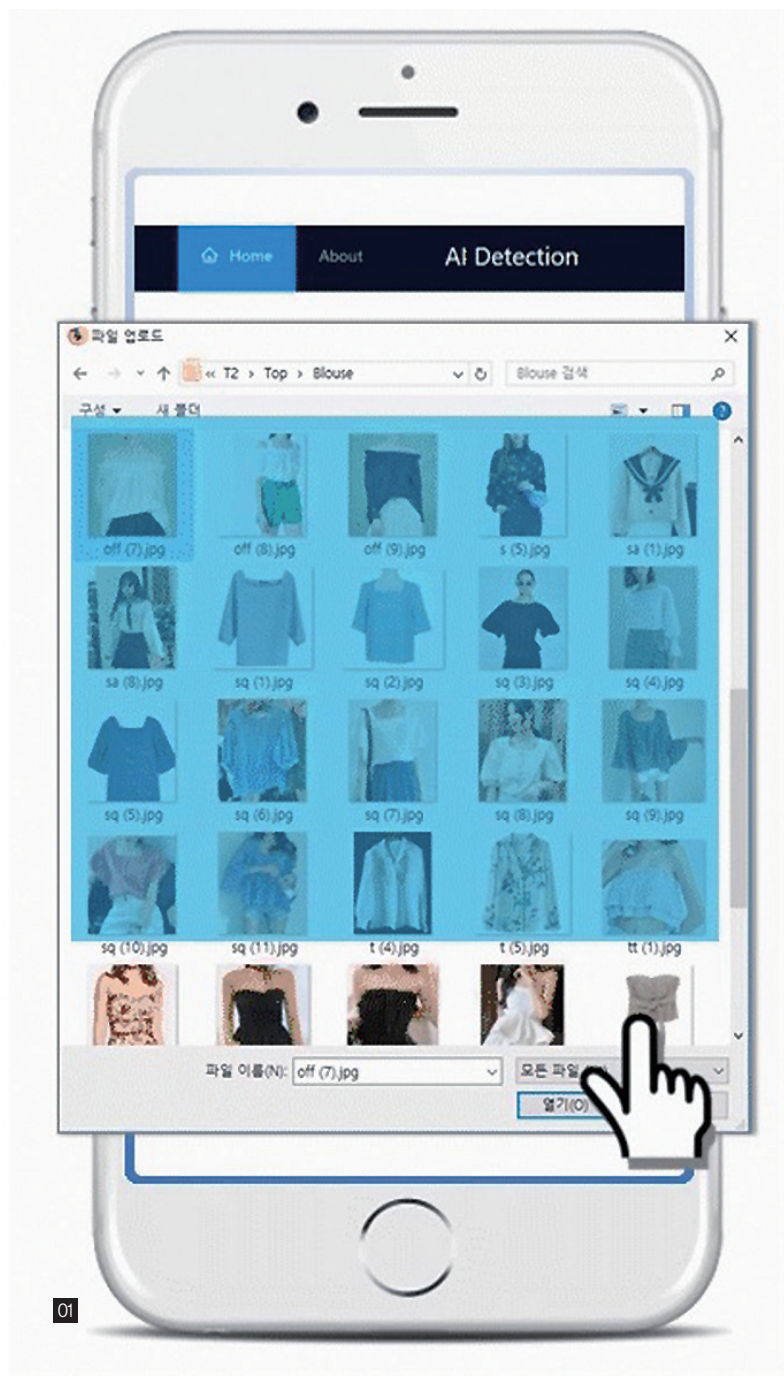 Home About AI Detection
파일 업로드
« T2 > Top > Blouse Blouse 검색
구성 새 폴더
off (7).jpg off (8).jpg off (9).jpg s (5).jpg sa (1).jpg
sa (8).jpg sq (1).jpg sq (2).jpg sq (3).jpg sq (4).jpg
sq (5).jpg sq (6).jpg sq (7).jpg sq (8).jpg sq (9).jpg
sq (10).jpg sq (11).jpg t (4).jpg t (5).jpg tt (1).jpg
파일 이름(N): off (7).jpg 모든 파일
열기(O)
01